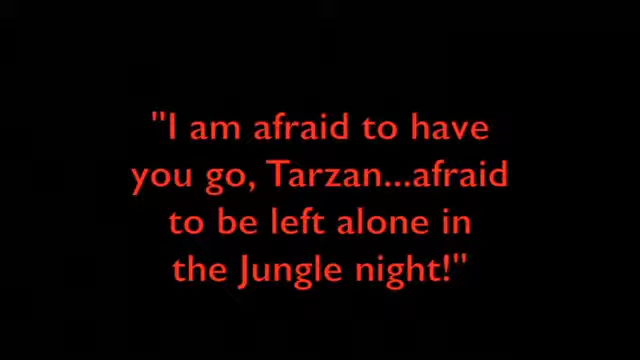 "I am afraid to have
you go, Tarzan...afraid
to be left alone in
the Jungle night!"